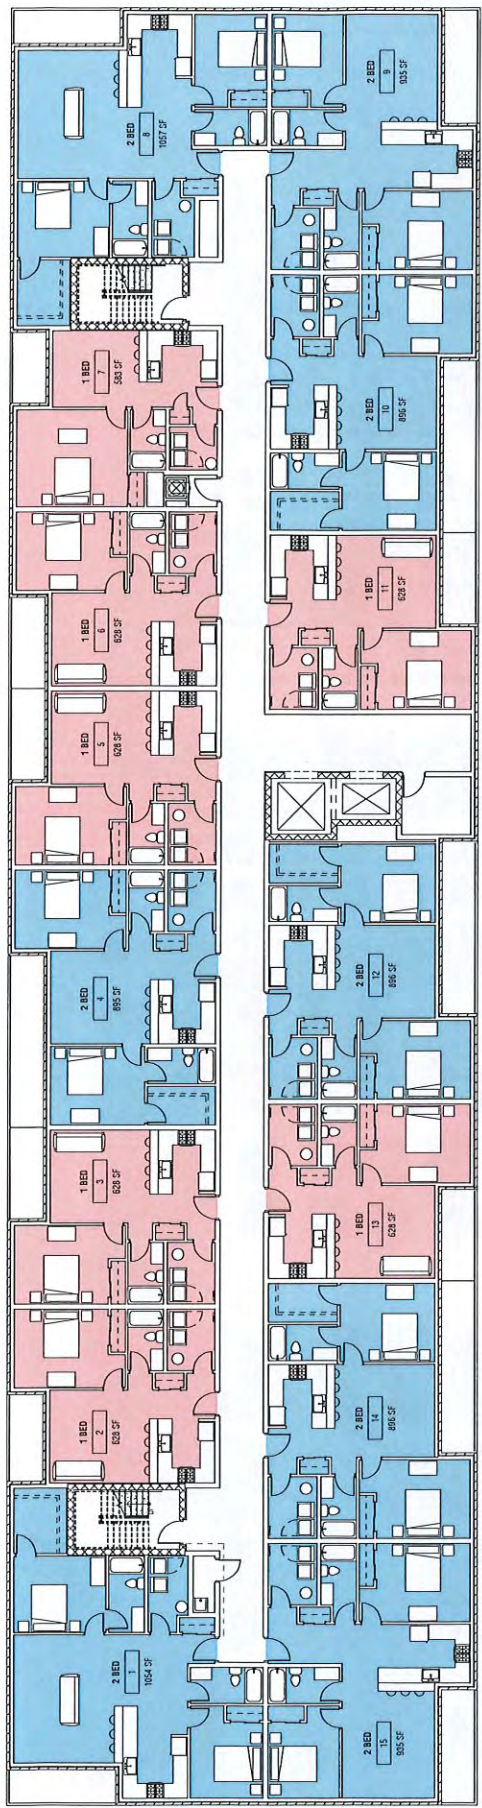 2 BED
8
1057 SF
2 BED
9
935 SF
1 BED
7
583 SF
2 BED
10
896 SF
1 BED
6
628 SF
1 BED
11
628 SF
1 BED
5
628 SF
2 BED
4
895 SF
2 BED
12
896 SF
1 BED
3
628 SF
1 BED
13
628 SF
1 BED
2
628 SF
2 BED
14
896 SF
2 BED
1
1054 SF
2 BED
15
935 SF